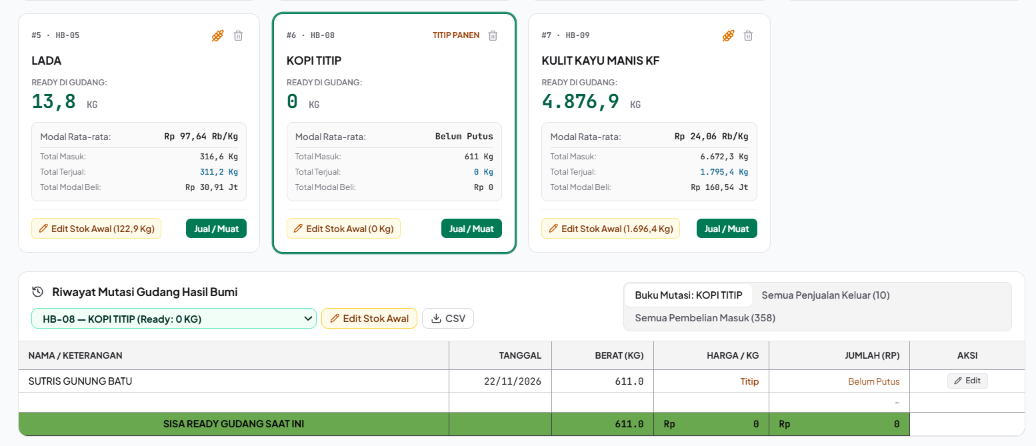 #5 · HB-05
LADA
READY DI GUDANG:
13,8 KG
Modal Rata-rata: Rp 97,64 Rb/Kg
Total Masuk: 316,6 Kg
Total Terjual: 311,2 Kg
Total Modal Beli: Rp 30,91 Jt
Edit Stok Awal (122,9 Kg) Jual / Muat
#6 · HB-08 TITIP PANEN
KOPI TITIP
READY DI GUDANG:
0 KG
Modal Rata-rata: Belum Putus
Total Masuk: 611 Kg
Total Terjual: 0 Kg
Total Modal Beli: Rp 0
Edit Stok Awal (0 Kg) Jual / Muat
#7 · HB-09
KULIT KAYU MANIS KF
READY DI GUDANG:
4.876,9 KG
Modal Rata-rata: Rp 24,06 Rb/Kg
Total Masuk: 6.672,3 Kg
Total Terjual: 1.795,4 Kg
Total Modal Beli: Rp 160,54 Jt
Edit Stok Awal (1.696,4 Kg) Jual / Muat
Riwayat Mutasi Gudang Hasil Bumi
HB-08 — KOPI TITIP (Ready: 0 KG) Edit Stok Awal CSV
Buku Mutasi: KOPI TITIP Semua Penjualan Keluar (10)
Semua Pembelian Masuk (358)
NAMA / KETERANGAN TANGGAL BERAT (KG) HARGA / KG JUMLAH (RP) AKSI
SUTRIS GUNUNG BATU 22/11/2026 611.0 Titip Belum Putus Edit
–
SISA READY GUDANG SAAT INI 611.0 Rp 0 Rp 0